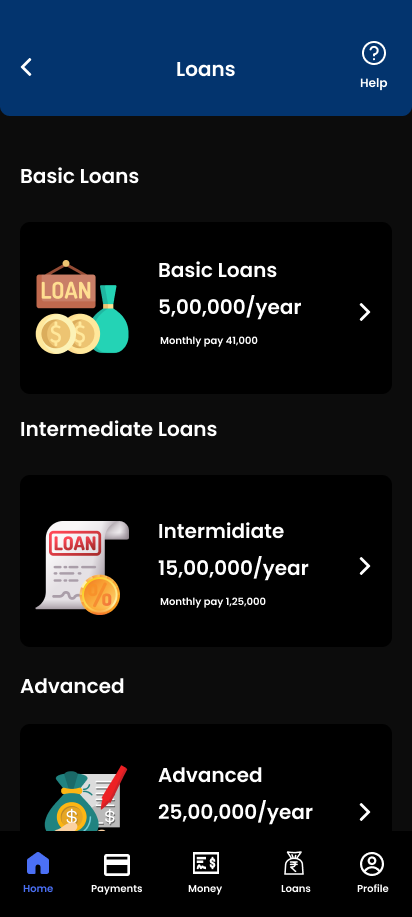 Loans
Help
Basic Loans
LOAN
Basic Loans
5,00,000/year
Monthly pay 41,000
Intermediate Loans
LOAN
Intermidiate
15,00,000/year
Monthly pay 1,25,000
Advanced
Advanced
25,00,000/year
Home
Payments
Money
Loans
Profile